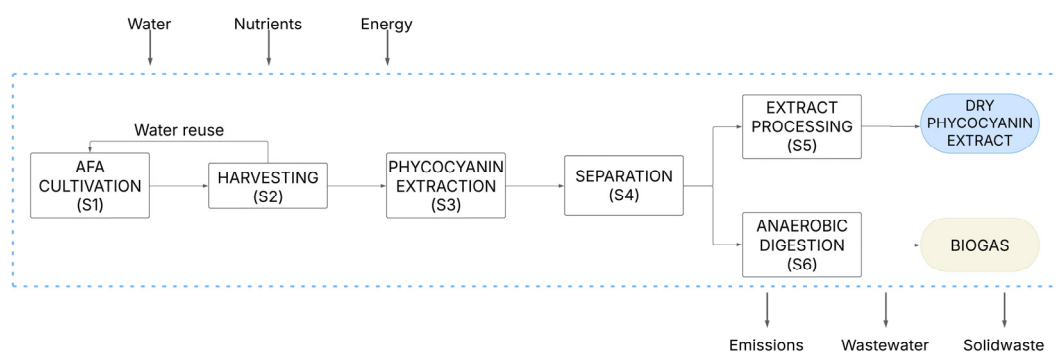 Water
Nutrients
Energy
Water reuse
AFA
CULTIVATION
(S1)
HARVESTING
(S2)
PHYCOCYANIN
EXTRACTION
(S3)
SEPARATION
(S4)
EXTRACT
PROCESSING
(S5)
DRY
PHYCOCYANIN
EXTRACT
ANAEROBIC
DIGESTION
(S6)
BIOGAS
Emissions
Wastewater
Solidwaste